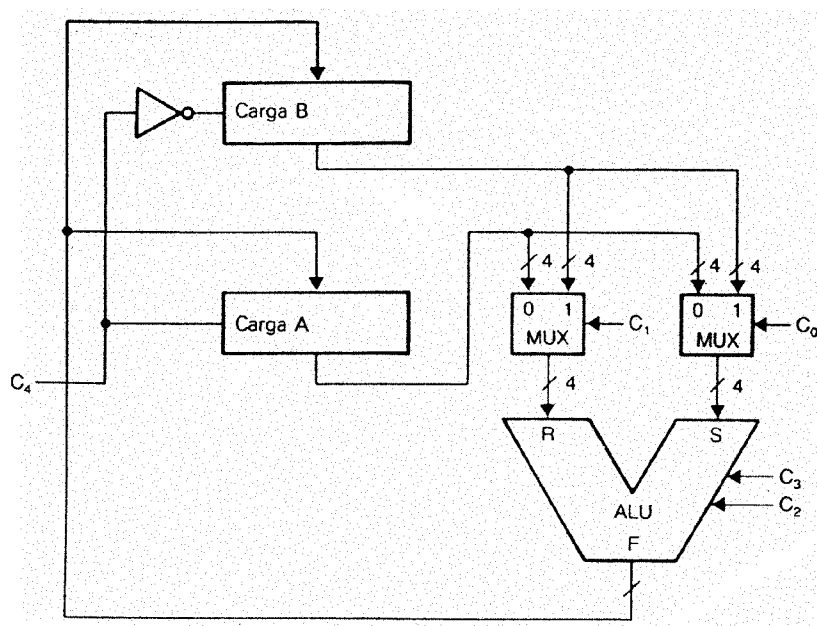 Carga B
4 4 4 4
Carga A
0 1
MUX
C₁
0 1
MUX
C₀
C₄
4 4
R S
C₃
C₂
ALU
F